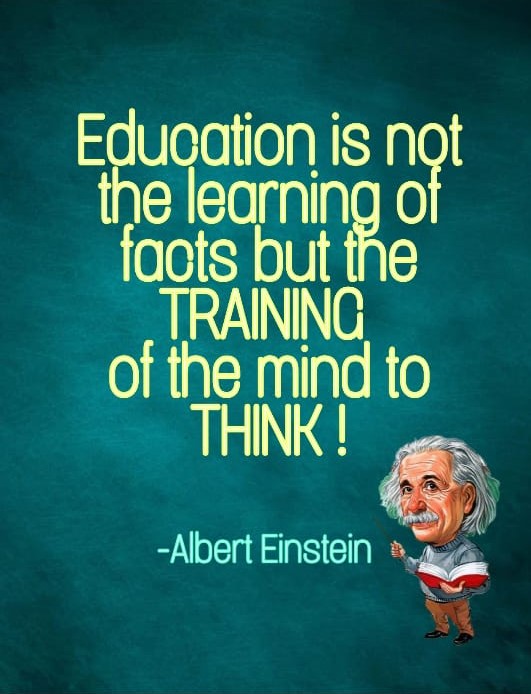 Education is not
the learning of
facts but the
TRAINING
of the mind to
THINK !
-Albert Einstein